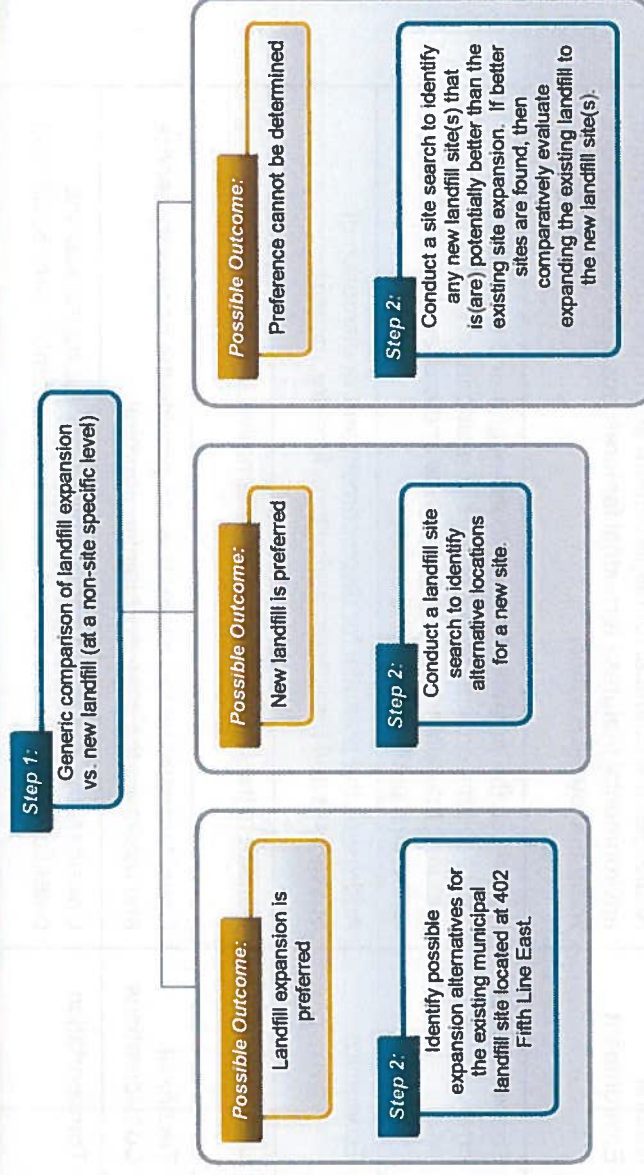 Step 1:
Generic comparison of landfill expansion
vs. new landfill (at a non-site specific level)
Possible Outcome:
Landfill expansion is
preferred
Step 2:
Identify possible
expansion alternatives for
the existing municipal
landfill site located at 402
Fifth Line East.
Possible Outcome:
New landfill is preferred
Step 2:
Conduct a landfill site
search to identify
alternative locations
for a new site.
Possible Outcome:
Preference cannot be determined
Step 2:
Conduct a site search to identify
any new landfill site(s) that
is(are) potentially better than the
existing site expansion. If better
sites are found, then
comparatively evaluate
expanding the existing landfill to
the new landfill site(s).